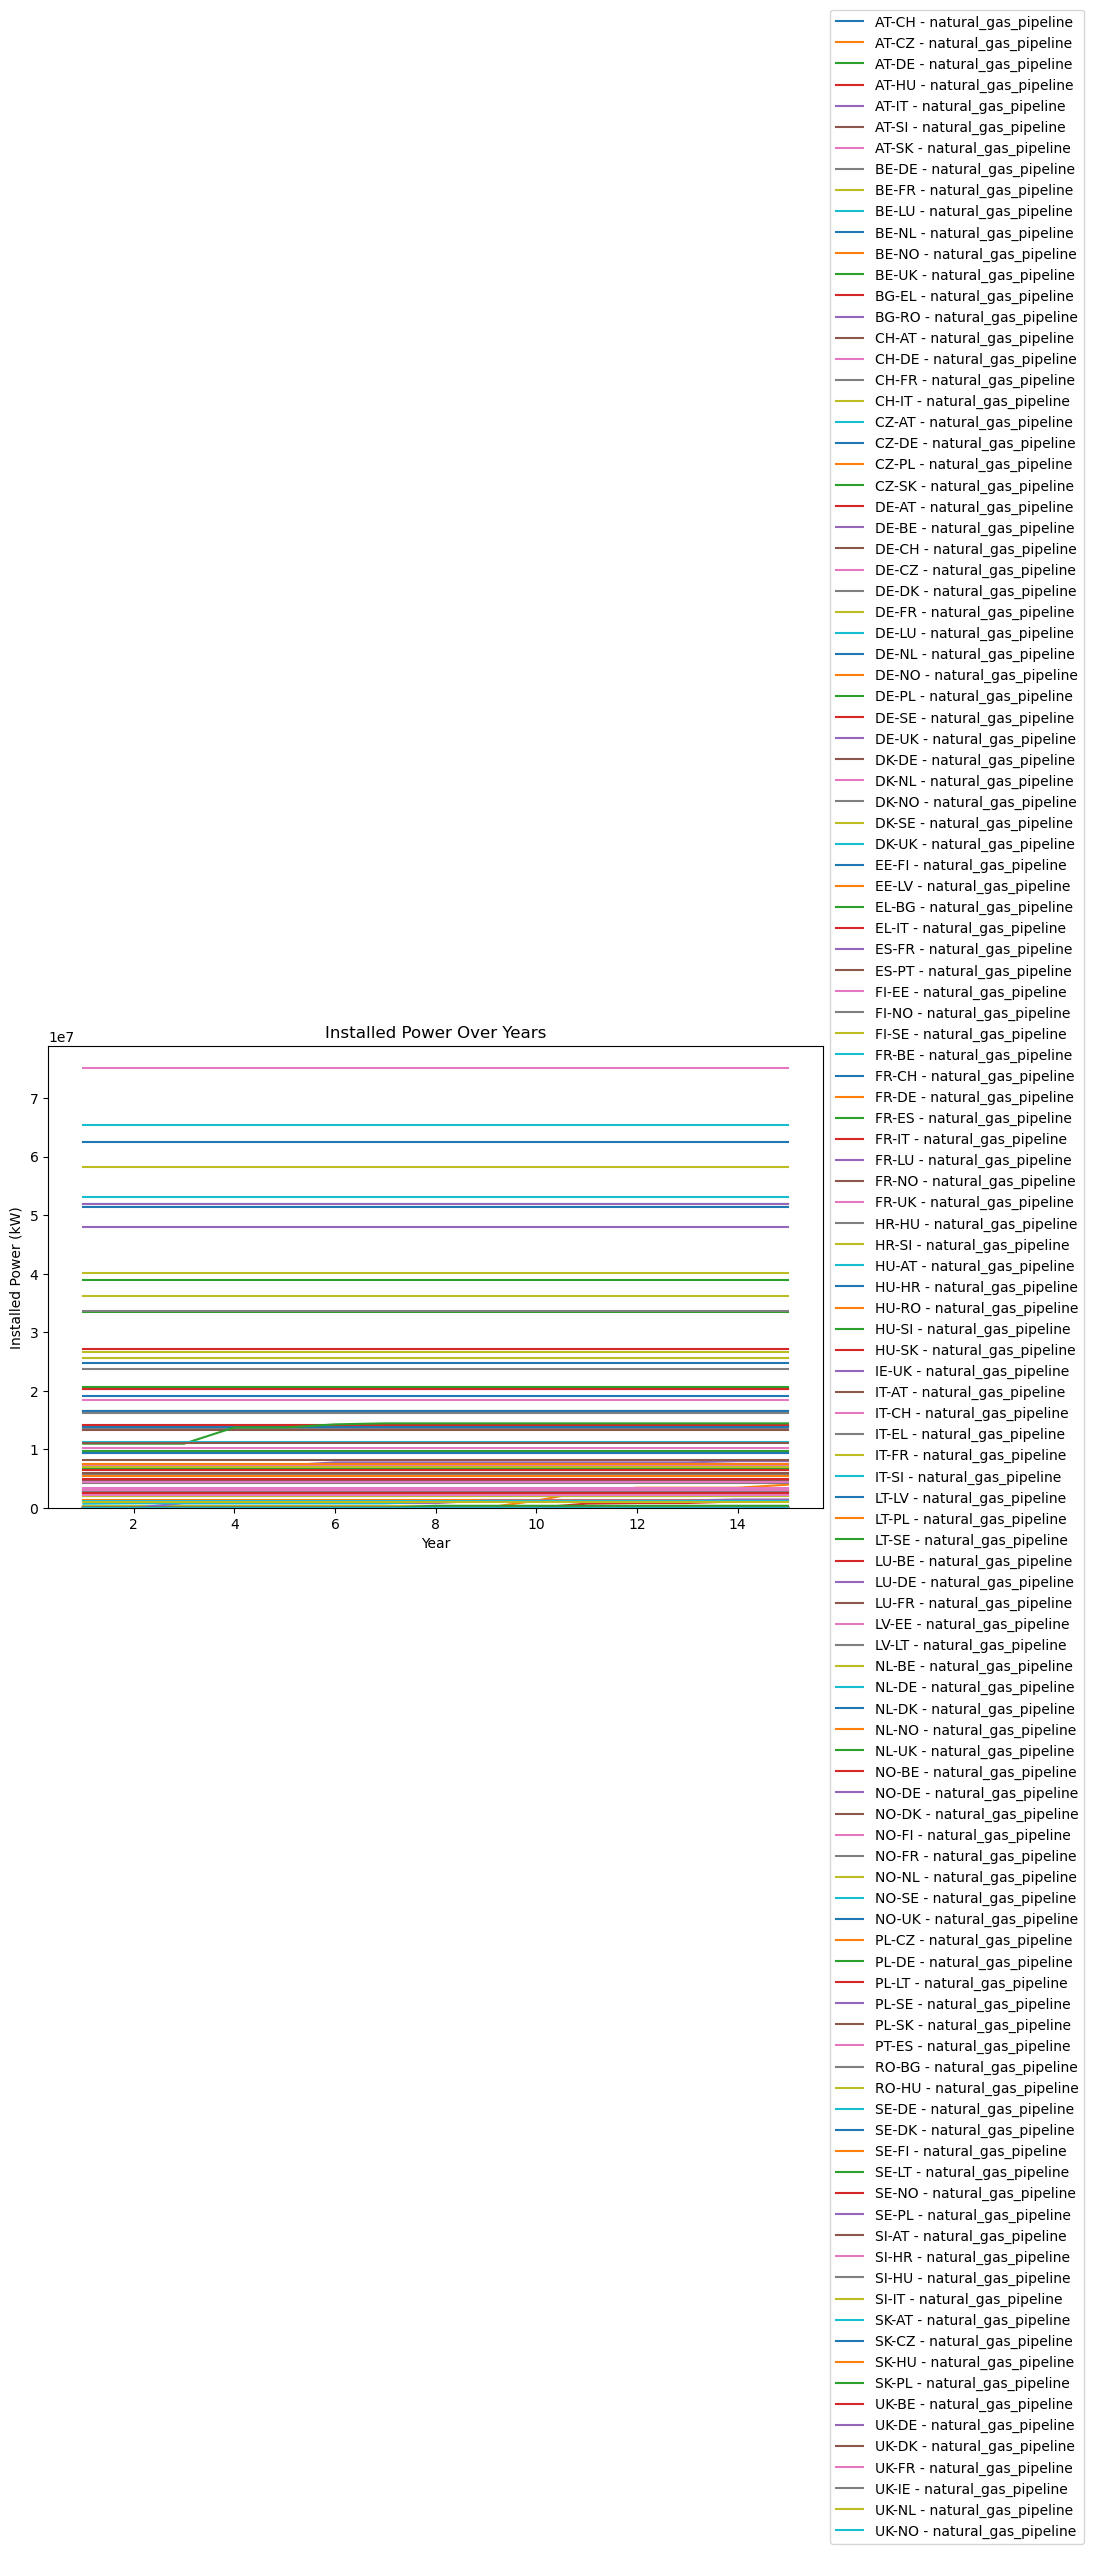 Installed Power Over Years
1e7
Installed Power (kW)
7
6
5
4
3
2
1
0
2 4 6 8 10 12 14
Year
AT-CH - natural_gas_pipeline
AT-CZ - natural_gas_pipeline
AT-DE - natural_gas_pipeline
AT-HU - natural_gas_pipeline
AT-IT - natural_gas_pipeline
AT-SI - natural_gas_pipeline
AT-SK - natural_gas_pipeline
BE-DE - natural_gas_pipeline
BE-FR - natural_gas_pipeline
BE-LU - natural_gas_pipeline
BE-NL - natural_gas_pipeline
BE-NO - natural_gas_pipeline
BE-UK - natural_gas_pipeline
BG-EL - natural_gas_pipeline
BG-RO - natural_gas_pipeline
CH-AT - natural_gas_pipeline
CH-DE - natural_gas_pipeline
CH-FR - natural_gas_pipeline
CH-IT - natural_gas_pipeline
CZ-AT - natural_gas_pipeline
CZ-DE - natural_gas_pipeline
CZ-PL - natural_gas_pipeline
CZ-SK - natural_gas_pipeline
DE-AT - natural_gas_pipeline
DE-BE - natural_gas_pipeline
DE-CH - natural_gas_pipeline
DE-CZ - natural_gas_pipeline
DE-DK - natural_gas_pipeline
DE-FR - natural_gas_pipeline
DE-LU - natural_gas_pipeline
DE-NL - natural_gas_pipeline
DE-NO - natural_gas_pipeline
DE-PL - natural_gas_pipeline
DE-SE - natural_gas_pipeline
DE-UK - natural_gas_pipeline
DK-DE - natural_gas_pipeline
DK-NL - natural_gas_pipeline
DK-NO - natural_gas_pipeline
DK-SE - natural_gas_pipeline
DK-UK - natural_gas_pipeline
EE-FI - natural_gas_pipeline
EE-LV - natural_gas_pipeline
EL-BG - natural_gas_pipeline
EL-IT - natural_gas_pipeline
ES-FR - natural_gas_pipeline
ES-PT - natural_gas_pipeline
FI-EE - natural_gas_pipeline
FI-NO - natural_gas_pipeline
FI-SE - natural_gas_pipeline
FR-BE - natural_gas_pipeline
FR-CH - natural_gas_pipeline
FR-DE - natural_gas_pipeline
FR-ES - natural_gas_pipeline
FR-IT - natural_gas_pipeline
FR-LU - natural_gas_pipeline
FR-NO - natural_gas_pipeline
FR-UK - natural_gas_pipeline
HR-HU - natural_gas_pipeline
HR-SI - natural_gas_pipeline
HU-AT - natural_gas_pipeline
HU-HR - natural_gas_pipeline
HU-RO - natural_gas_pipeline
HU-SI - natural_gas_pipeline
HU-SK - natural_gas_pipeline
IE-UK - natural_gas_pipeline
IT-AT - natural_gas_pipeline
IT-CH - natural_gas_pipeline
IT-EL - natural_gas_pipeline
IT-FR - natural_gas_pipeline
IT-SI - natural_gas_pipeline
LT-LV - natural_gas_pipeline
LT-PL - natural_gas_pipeline
LT-SE - natural_gas_pipeline
LU-BE - natural_gas_pipeline
LU-DE - natural_gas_pipeline
LU-FR - natural_gas_pipeline
LV-EE - natural_gas_pipeline
LV-LT - natural_gas_pipeline
NL-BE - natural_gas_pipeline
NL-DE - natural_gas_pipeline
NL-DK - natural_gas_pipeline
NL-NO - natural_gas_pipeline
NL-UK - natural_gas_pipeline
NO-BE - natural_gas_pipeline
NO-DE - natural_gas_pipeline
NO-DK - natural_gas_pipeline
NO-FI - natural_gas_pipeline
NO-FR - natural_gas_pipeline
NO-NL - natural_gas_pipeline
NO-SE - natural_gas_pipeline
NO-UK - natural_gas_pipeline
PL-CZ - natural_gas_pipeline
PL-DE - natural_gas_pipeline
PL-LT - natural_gas_pipeline
PL-SE - natural_gas_pipeline
PL-SK - natural_gas_pipeline
PT-ES - natural_gas_pipeline
RO-BG - natural_gas_pipeline
RO-HU - natural_gas_pipeline
SE-DE - natural_gas_pipeline
SE-DK - natural_gas_pipeline
SE-FI - natural_gas_pipeline
SE-LT - natural_gas_pipeline
SE-NO - natural_gas_pipeline
SE-PL - natural_gas_pipeline
SI-AT - natural_gas_pipeline
SI-HR - natural_gas_pipeline
SI-HU - natural_gas_pipeline
SI-IT - natural_gas_pipeline
SK-AT - natural_gas_pipeline
SK-CZ - natural_gas_pipeline
SK-HU - natural_gas_pipeline
SK-PL - natural_gas_pipeline
UK-BE - natural_gas_pipeline
UK-DE - natural_gas_pipeline
UK-DK - natural_gas_pipeline
UK-FR - natural_gas_pipeline
UK-IE - natural_gas_pipeline
UK-NL - natural_gas_pipeline
UK-NO - natural_gas_pipeline